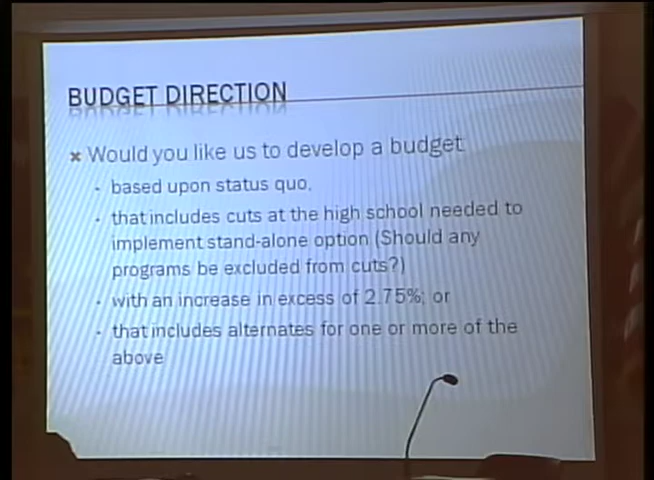 BUDGET DIRECTION
Would you like us to develop a budget
based upon status quo,
that includes cuts at the high school needed to
implement stand-alone option (Should any
programs be excluded from cuts?)
with an increase in excess of 2.75%; or
that includes alternates for one or more of the
above